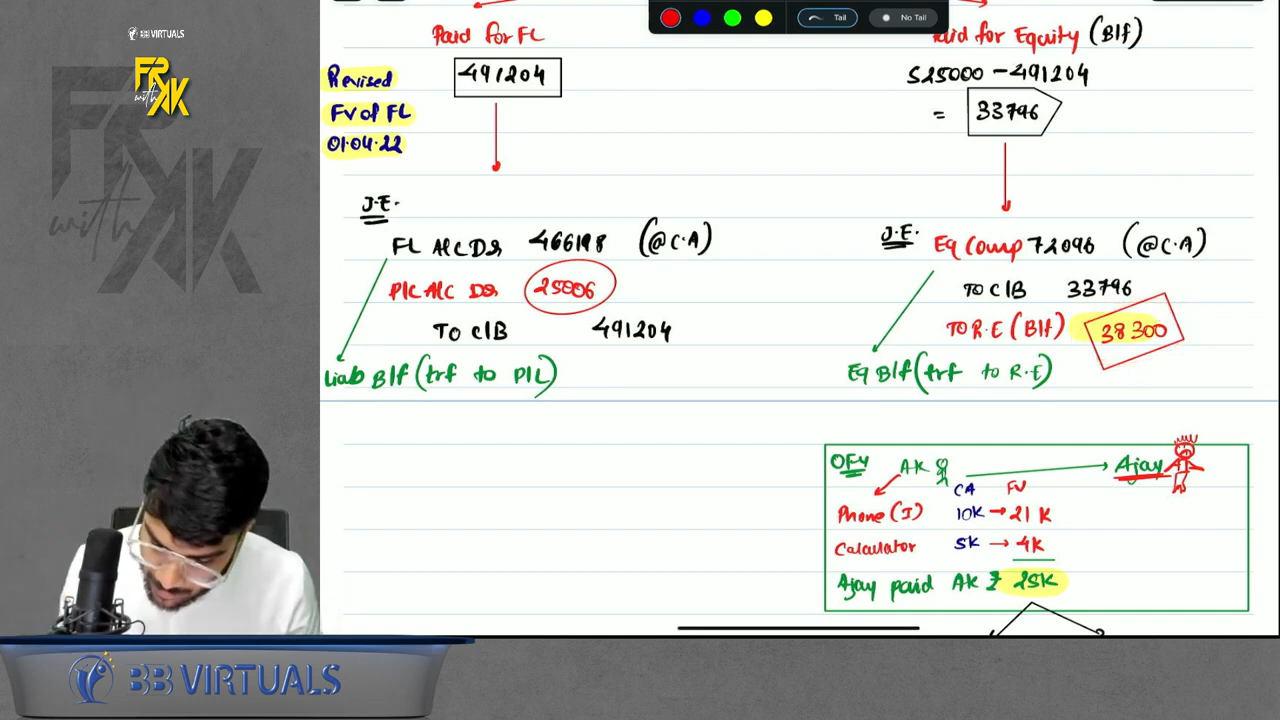 BB VIRTUALS
FR
with
AK
FR
with
AK
Tail
No Tail
Paid for FL
Paid for Equity (B/f)
Revised
FV of FL
01.04.22
491204
525000 - 491204
= 33796
J.E.
FL A/C Dr 466198 (@C.A)
P/L A/C Dr 25006
To C/B 491204
Liab B/f (trf to P/L)
J.E.
Eq Comp 72096 (@C.A)
To C/B 33796
To R.E (B/f) 38300
Eq B/f (trf to R.E)
AK
Ajay
CA FV
Phone (I) 10K → 21K
Calculator 5K → 4K
Ajay paid AK ₹ 25K
BB VIRTUALS